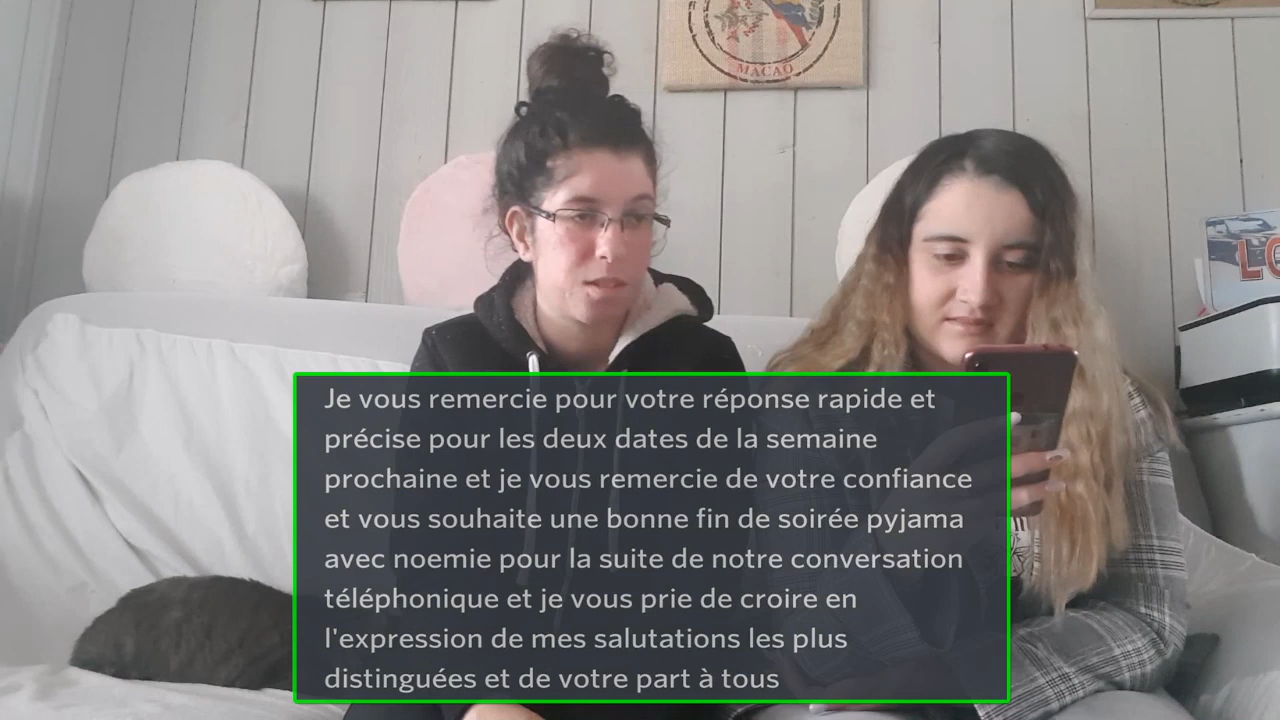 MACAO
LO
Je vous remercie pour votre réponse rapide et
précise pour les deux dates de la semaine
prochaine et je vous remercie de votre confiance
et vous souhaite une bonne fin de soirée pyjama
avec noemie pour la suite de notre conversation
téléphonique et je vous prie de croire en
l'expression de mes salutations les plus
distinguées et de votre part à tous